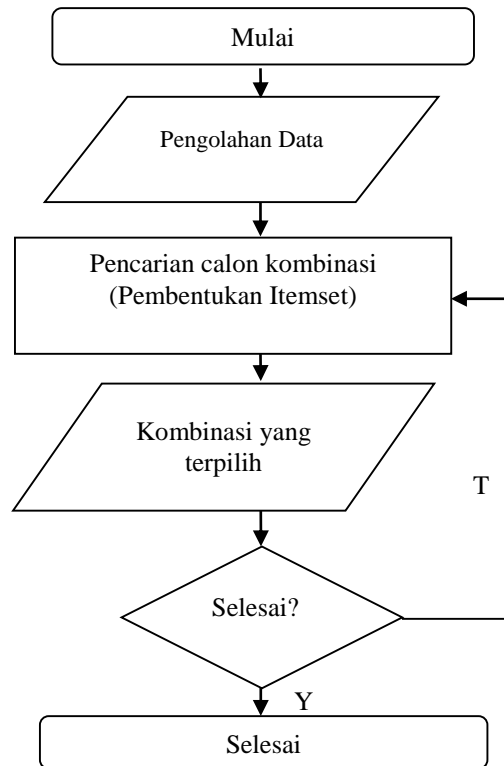 Mulai
Pengolahan Data
Pencarian calon kombinasi
(Pembentukan Itemset)
Kombinasi yang
terpilih
T
Selesai?
Y
Selesai